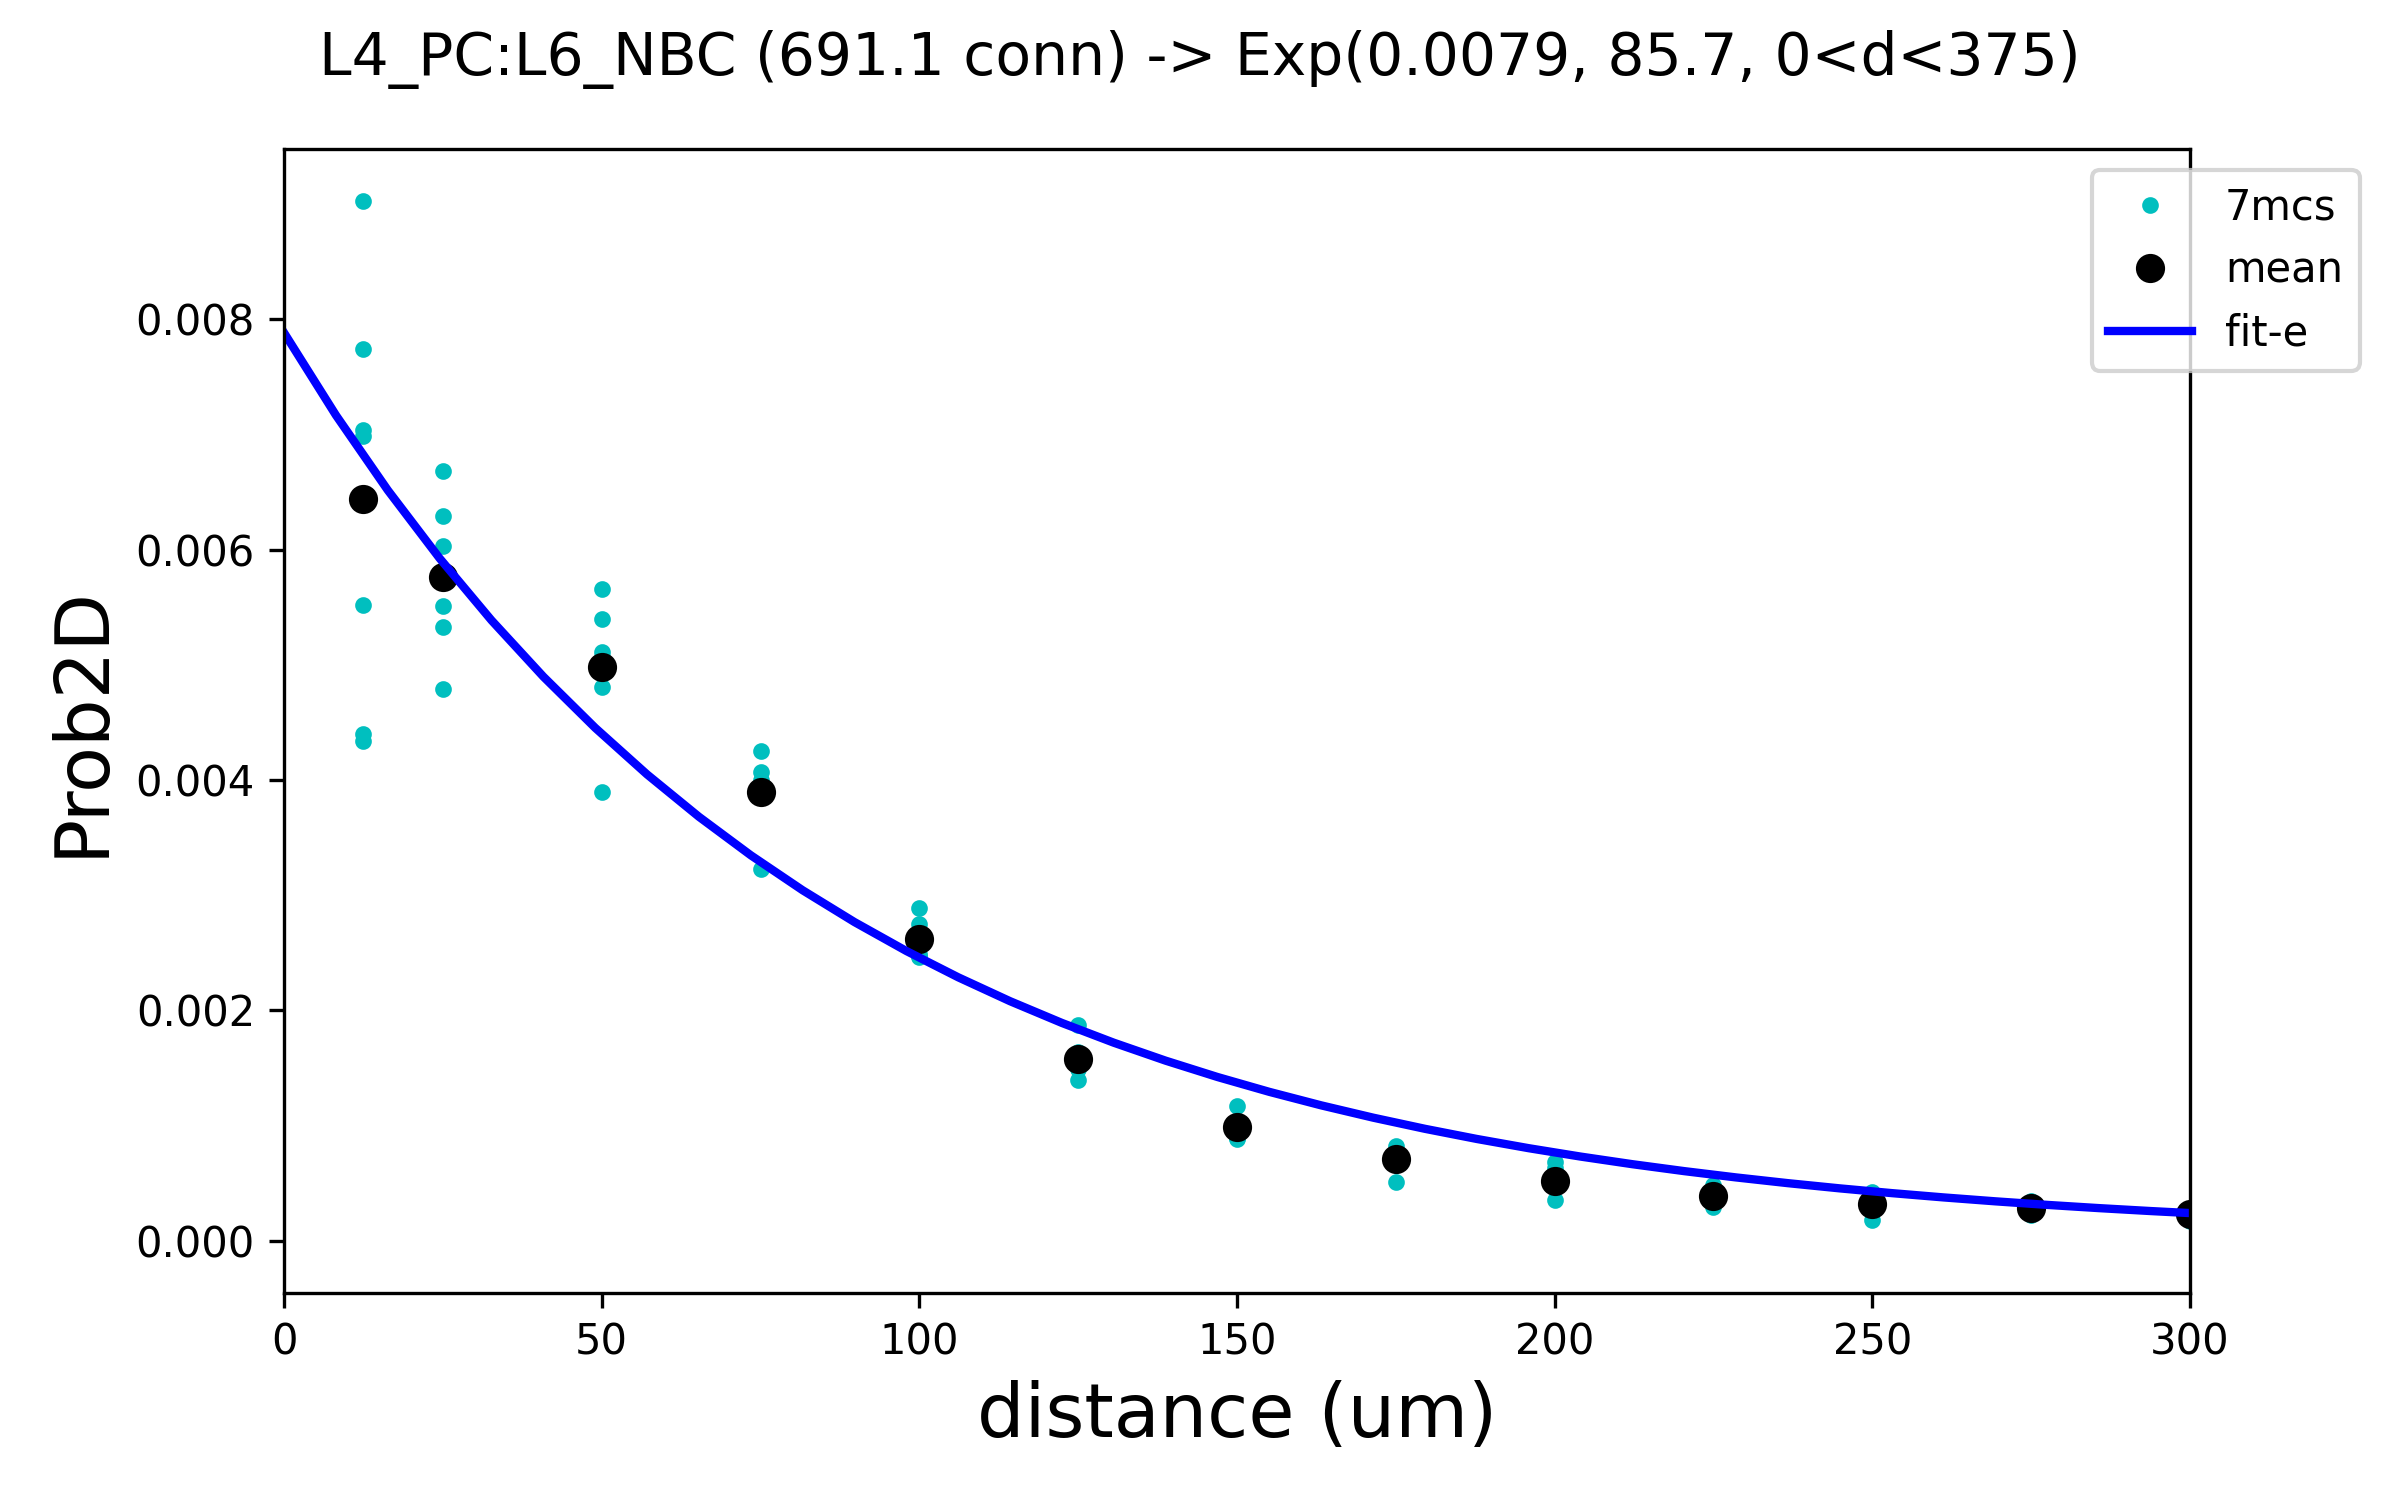 L4_PC:L6_NBC (691.1 conn) -> Exp(0.0079, 85.7, 0<d<375)
7mcs
mean
fit-e
Prob2D
0.008
0.006
0.004
0.002
0.000
0 50 100 150 200 250 300
distance (um)